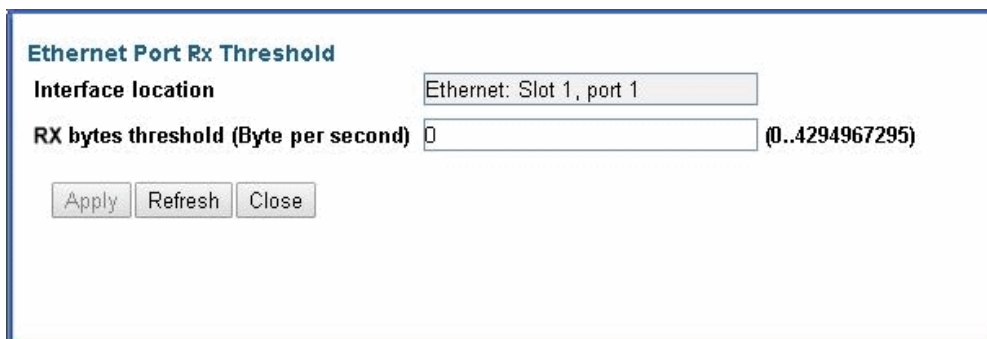 Ethernet Port Rx Threshold
Interface location Ethernet: Slot 1, port 1
RX bytes threshold (Byte per second) 0 (0..4294967295)
Apply Refresh Close